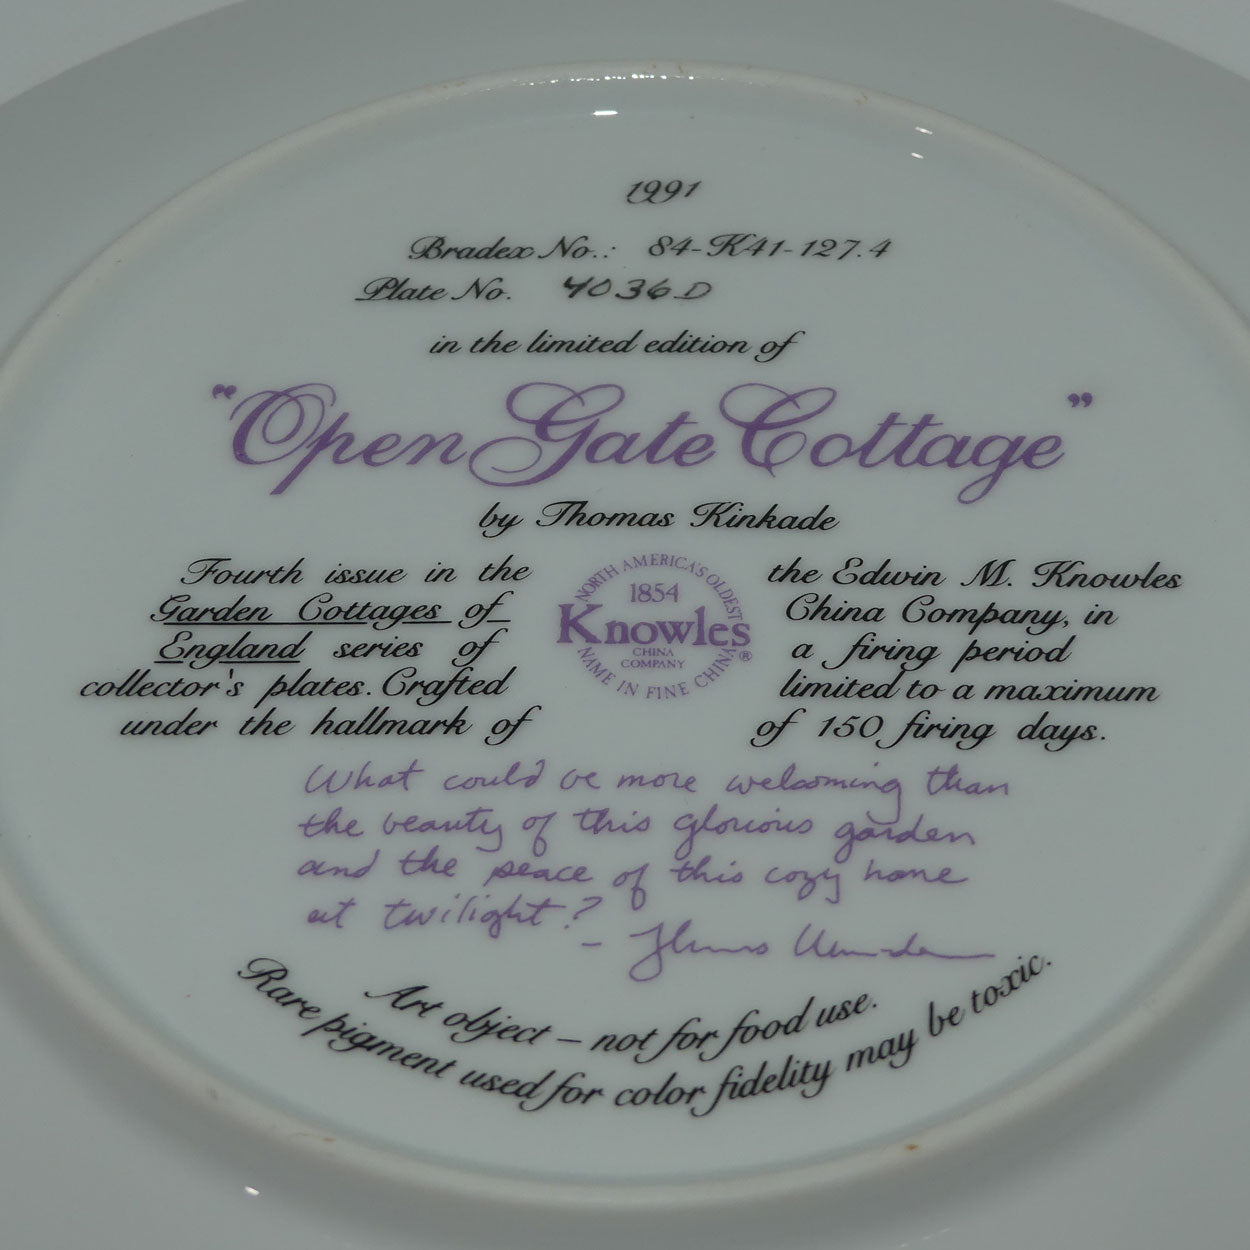 1991
Bradex No.: 84-K41-127.4
Plate No. 4036D
in the limited edition of
"Open Gate Cottage"
by Thomas Kinkade
Fourth issue in the
Garden Cottages of
England series of
collector's plates. Crafted
under the hallmark of
NORTH AMERICA'S OLDEST
1854
Knowles
CHINA
COMPANY
®
NAME IN FINE CHINA
the Edwin M. Knowles
China Company, in
a firing period
limited to a maximum
of 150 firing days.
What could be more welcoming than
the beauty of this glorious garden
and the peace of this cozy home
at twilight?
- Thomas Kinkade
Art object – not for food use.
Rare pigment used for color fidelity may be toxic.